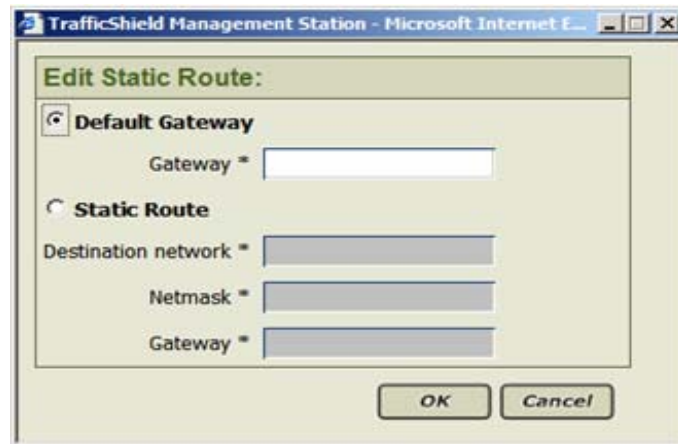 TrafficShield Management Station - Microsoft Internet E...
Edit Static Route:
Default Gateway
Gateway *
Static Route
Destination network *
Netmask *
Gateway *
OK Cancel